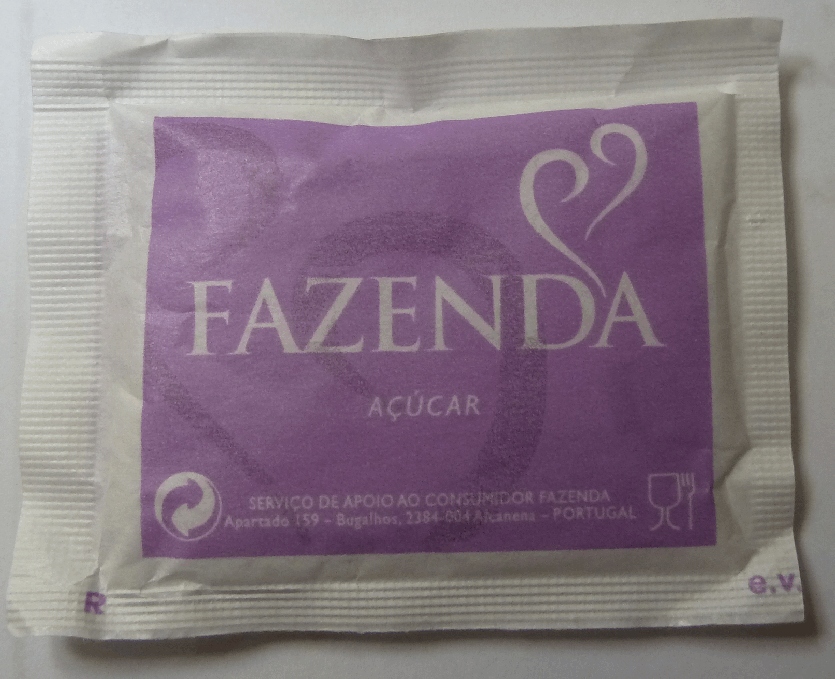 FAZENDA
AÇÚCAR
SERVIÇO DE APOIO AO CONSUMIDOR FAZENDA
Apartado 159 – Bugalhos, 2384-004 Alcanena – PORTUGAL
R
e.v.